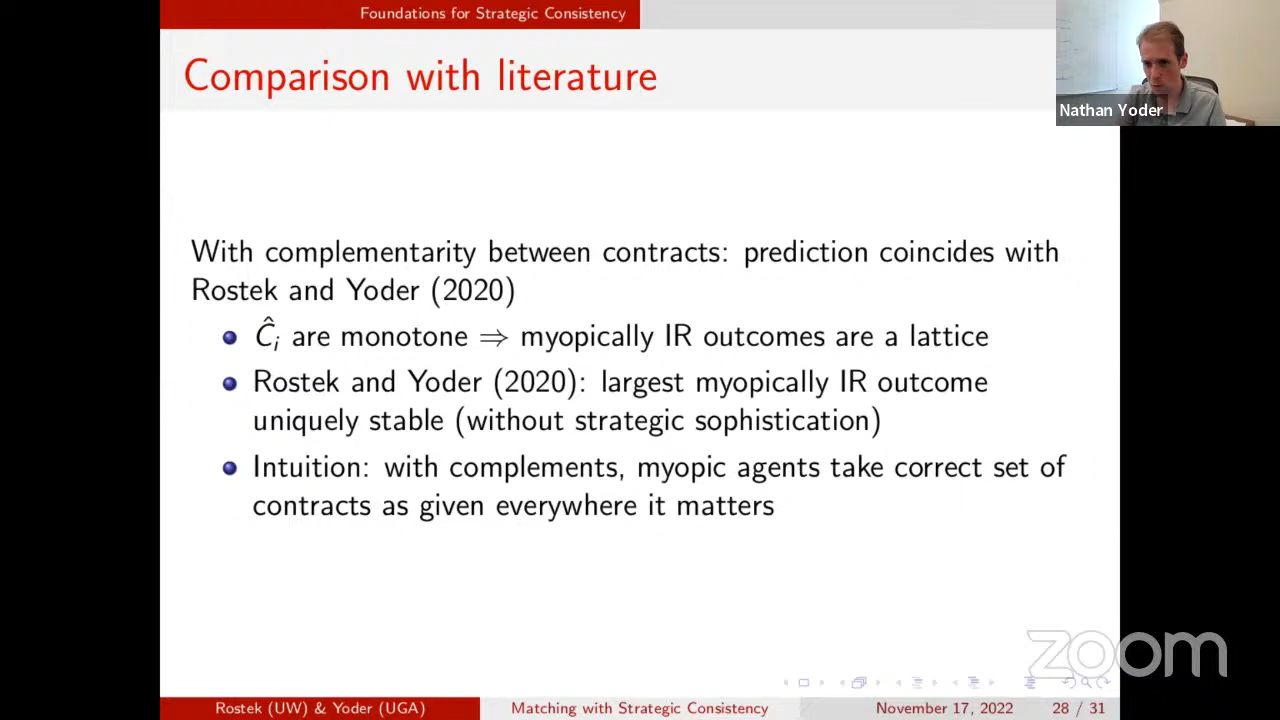 Foundations for Strategic Consistency
Comparison with literature
Nathan Yoder
With complementarity between contracts: prediction coincides with
Rostek and Yoder (2020)
Ĉi are monotone ⇒ myopically IR outcomes are a lattice
Rostek and Yoder (2020): largest myopically IR outcome
uniquely stable (without strategic sophistication)
Intuition: with complements, myopic agents take correct set of
contracts as given everywhere it matters
zoom
Rostek (UW) & Yoder (UGA) Matching with Strategic Consistency November 17, 2022 28 / 31